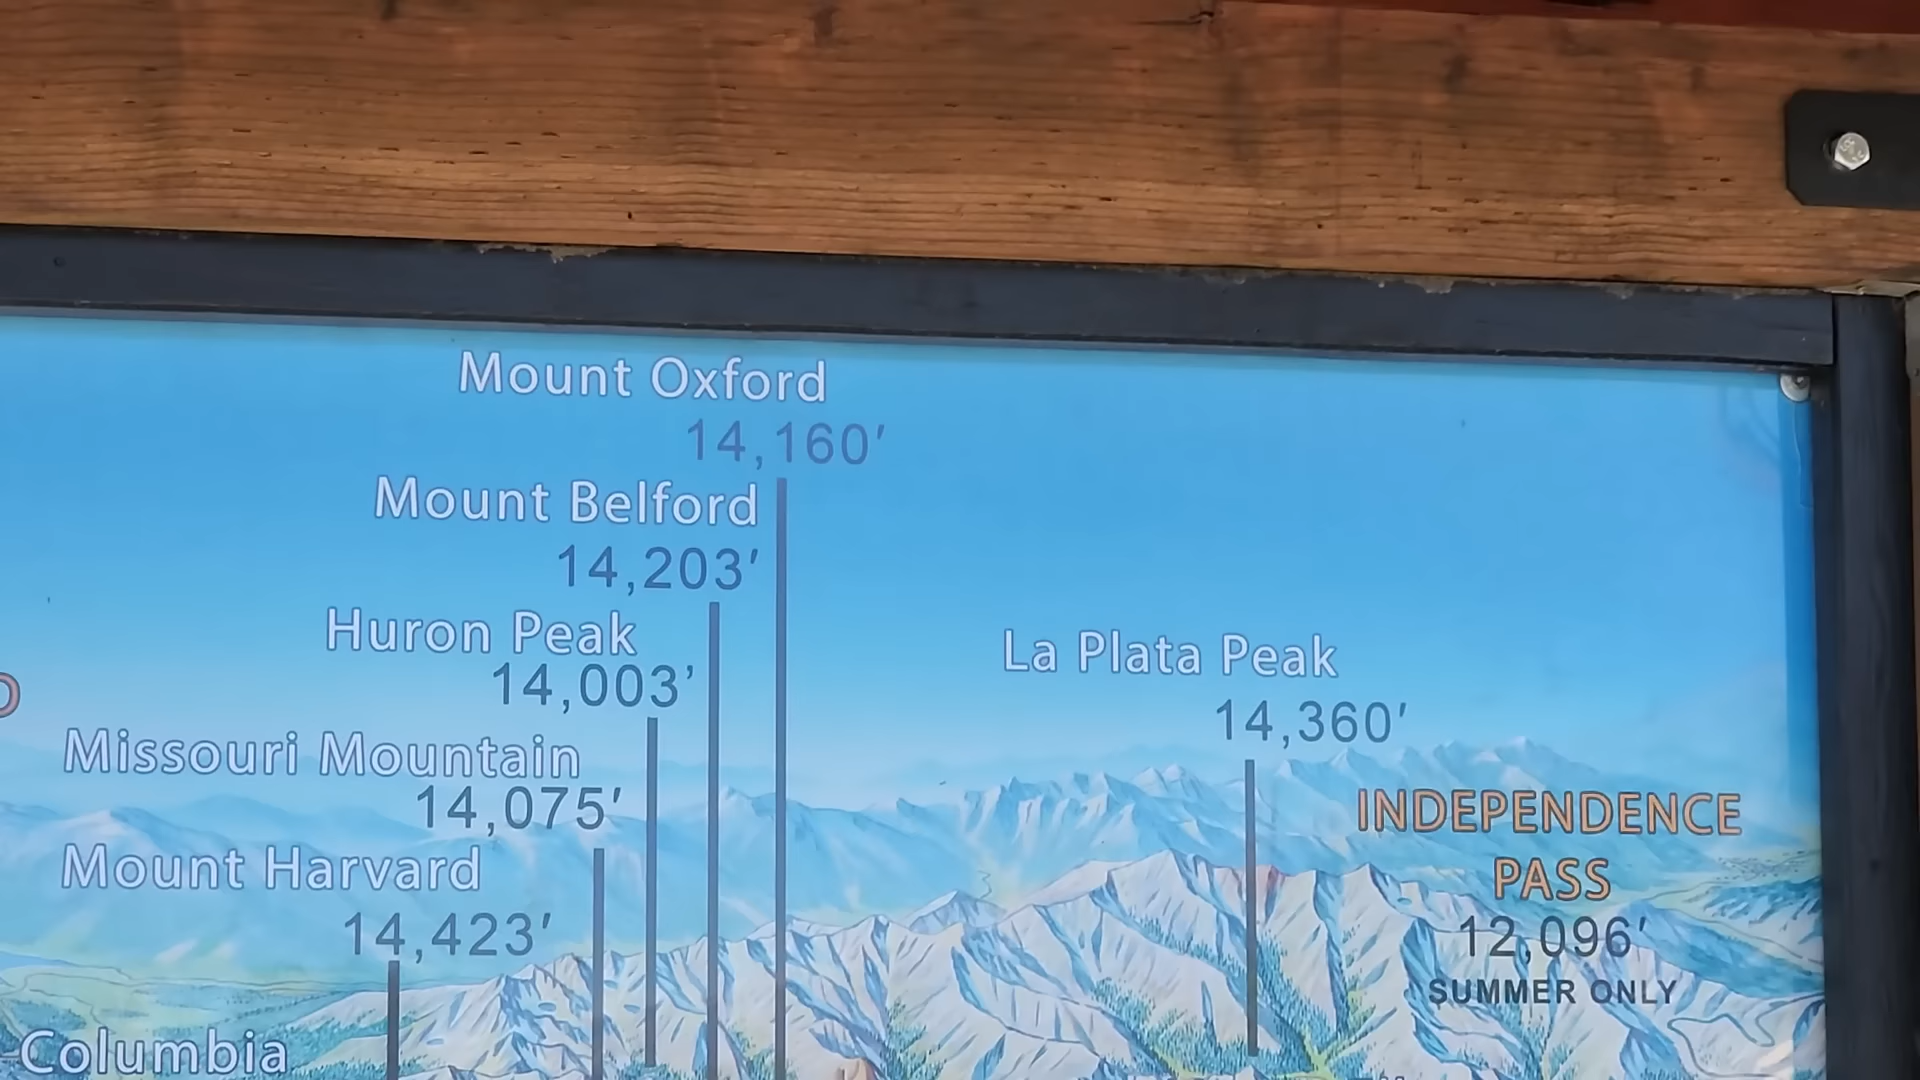 Mount Oxford
14,160′
Mount Belford
14,203′
Huron Peak
14,003’
La Plata Peak
14,360′
Missouri Mountain
14,075′
INDEPENDENCE
PASS
12,096′
SUMMER ONLY
Mount Harvard
14,423′
Columbia